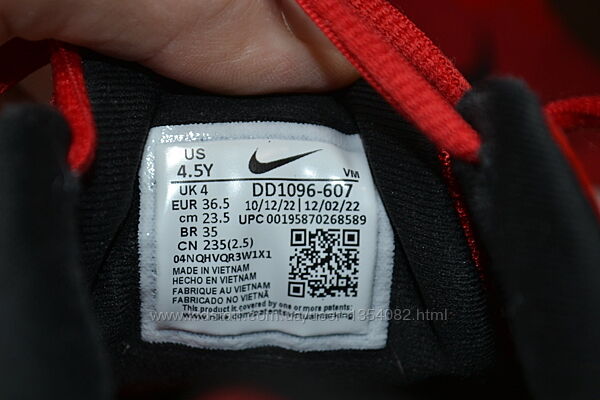 US
4.5Y
VM
UK 4
DD1096-607
EUR 36.5
10/12/22 | 12/02/22
cm 23.5
UPC 00195870268589
BR 35
CN 235(2.5)
04NQHVQR3W1X1
MADE IN VIETNAM
HECHO EN VIETNAM
FABRIQUE AU VIETNAM
FABRICADO NO VIETNÃ
This product is covered by one or more patents:
1354082.html